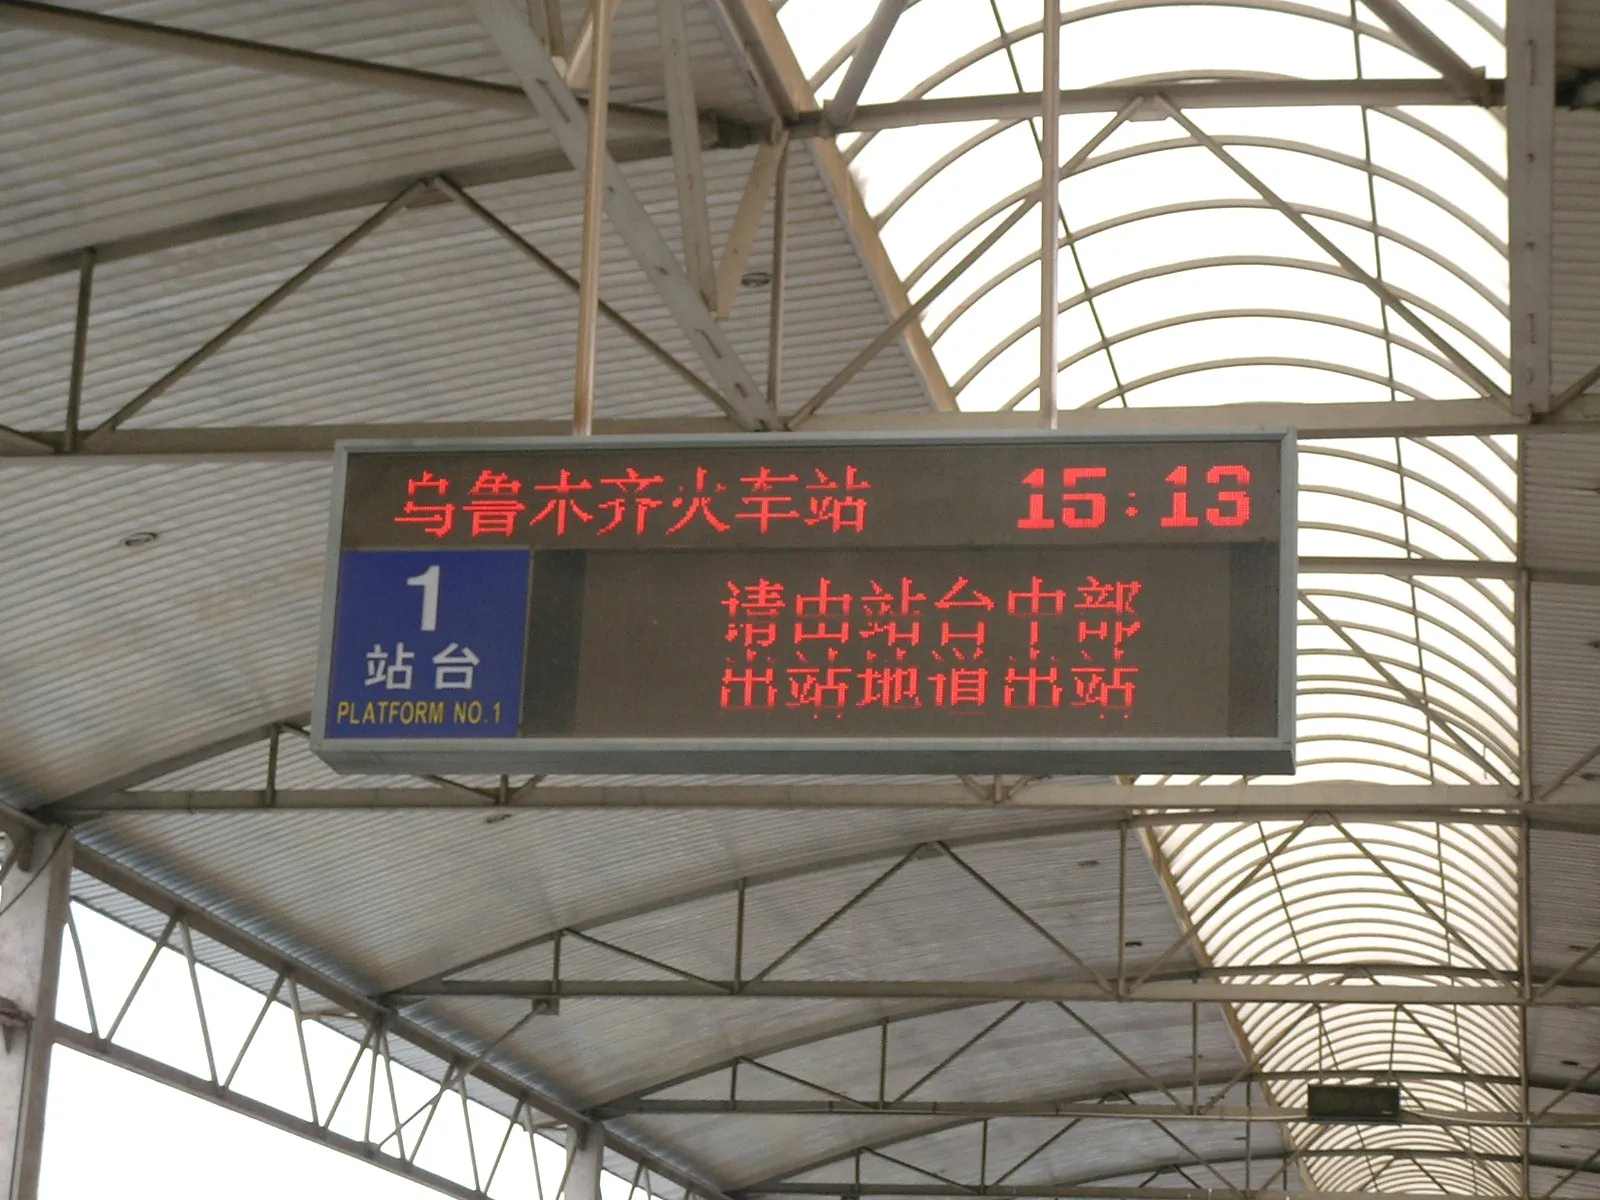 乌鲁木齐火车站 15:13
1
站台
PLATFORM NO.1
请由站台中部
出站地道出站